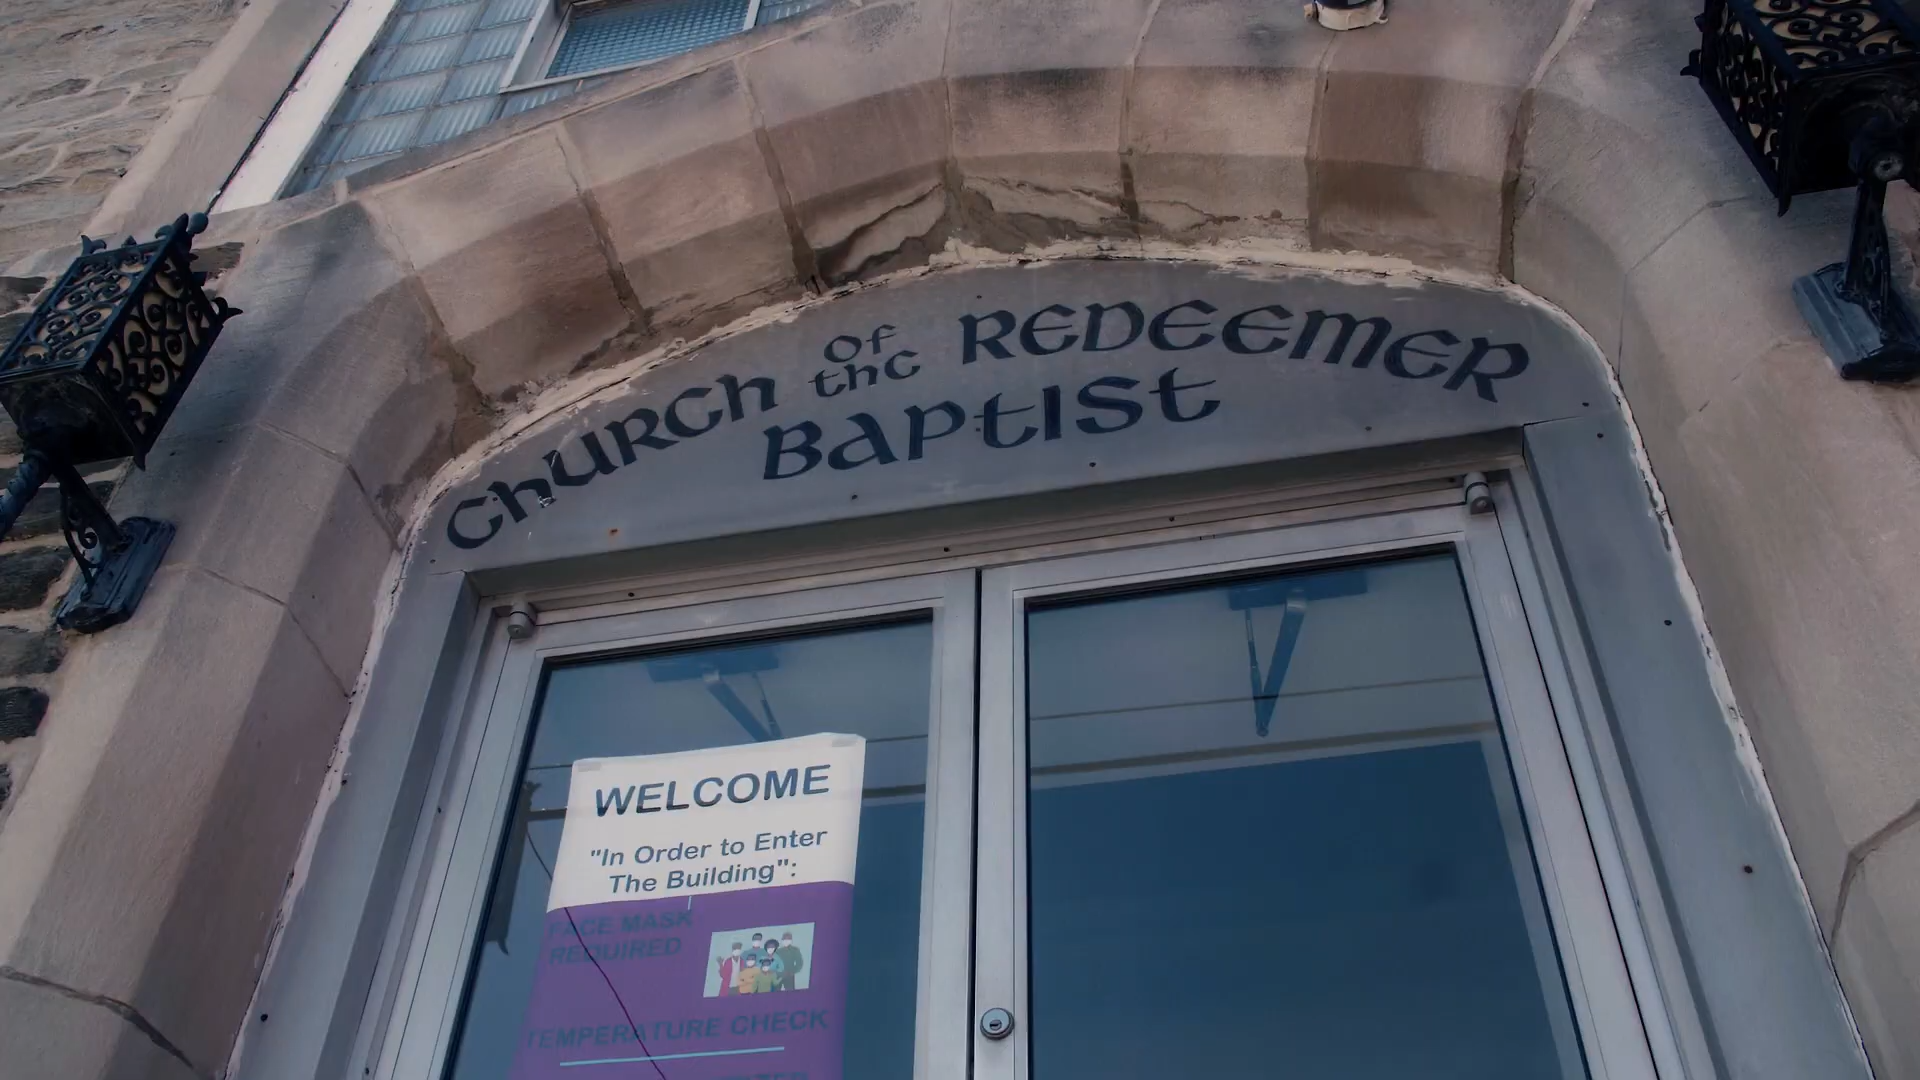 Church of the REDEEMER
BAPTIST
WELCOME
"In Order to Enter
The Building":
FACE MASK
REQUIRED
TEMPERATURE CHECK